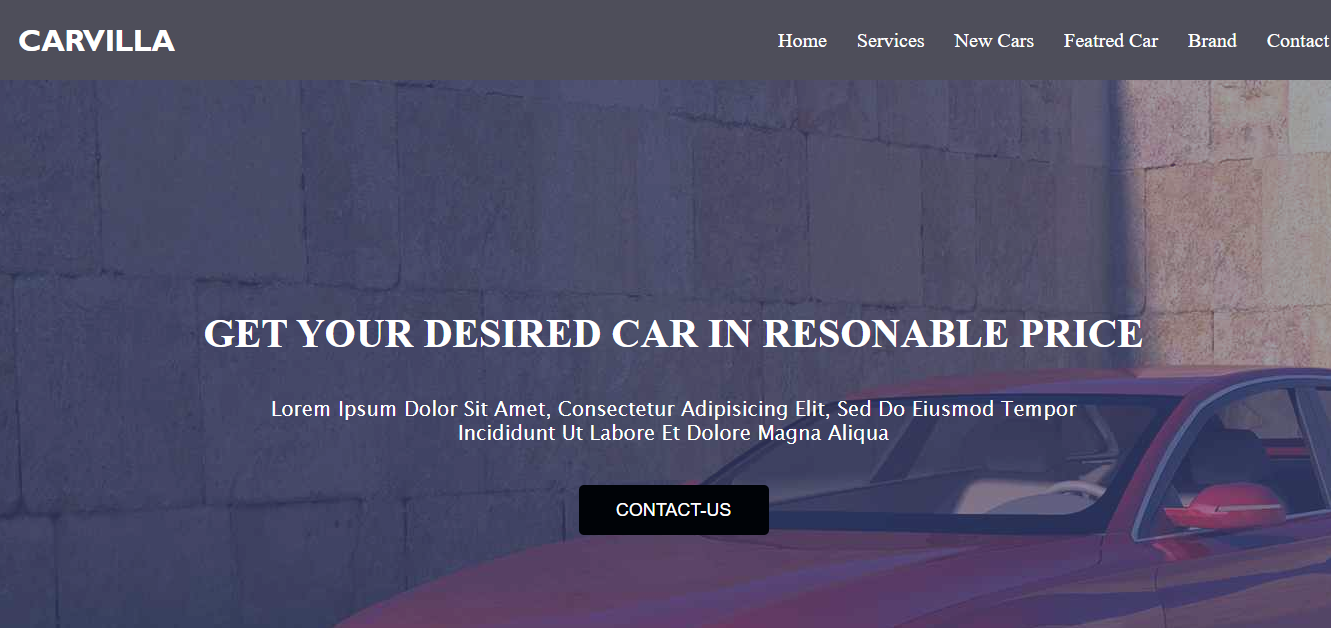 CARVILLA
Home Services New Cars Featred Car Brand Contact
GET YOUR DESIRED CAR IN RESONABLE PRICE
Lorem Ipsum Dolor Sit Amet, Consectetur Adipisicing Elit, Sed Do Eiusmod Tempor
Incididunt Ut Labore Et Dolore Magna Aliqua
CONTACT-US